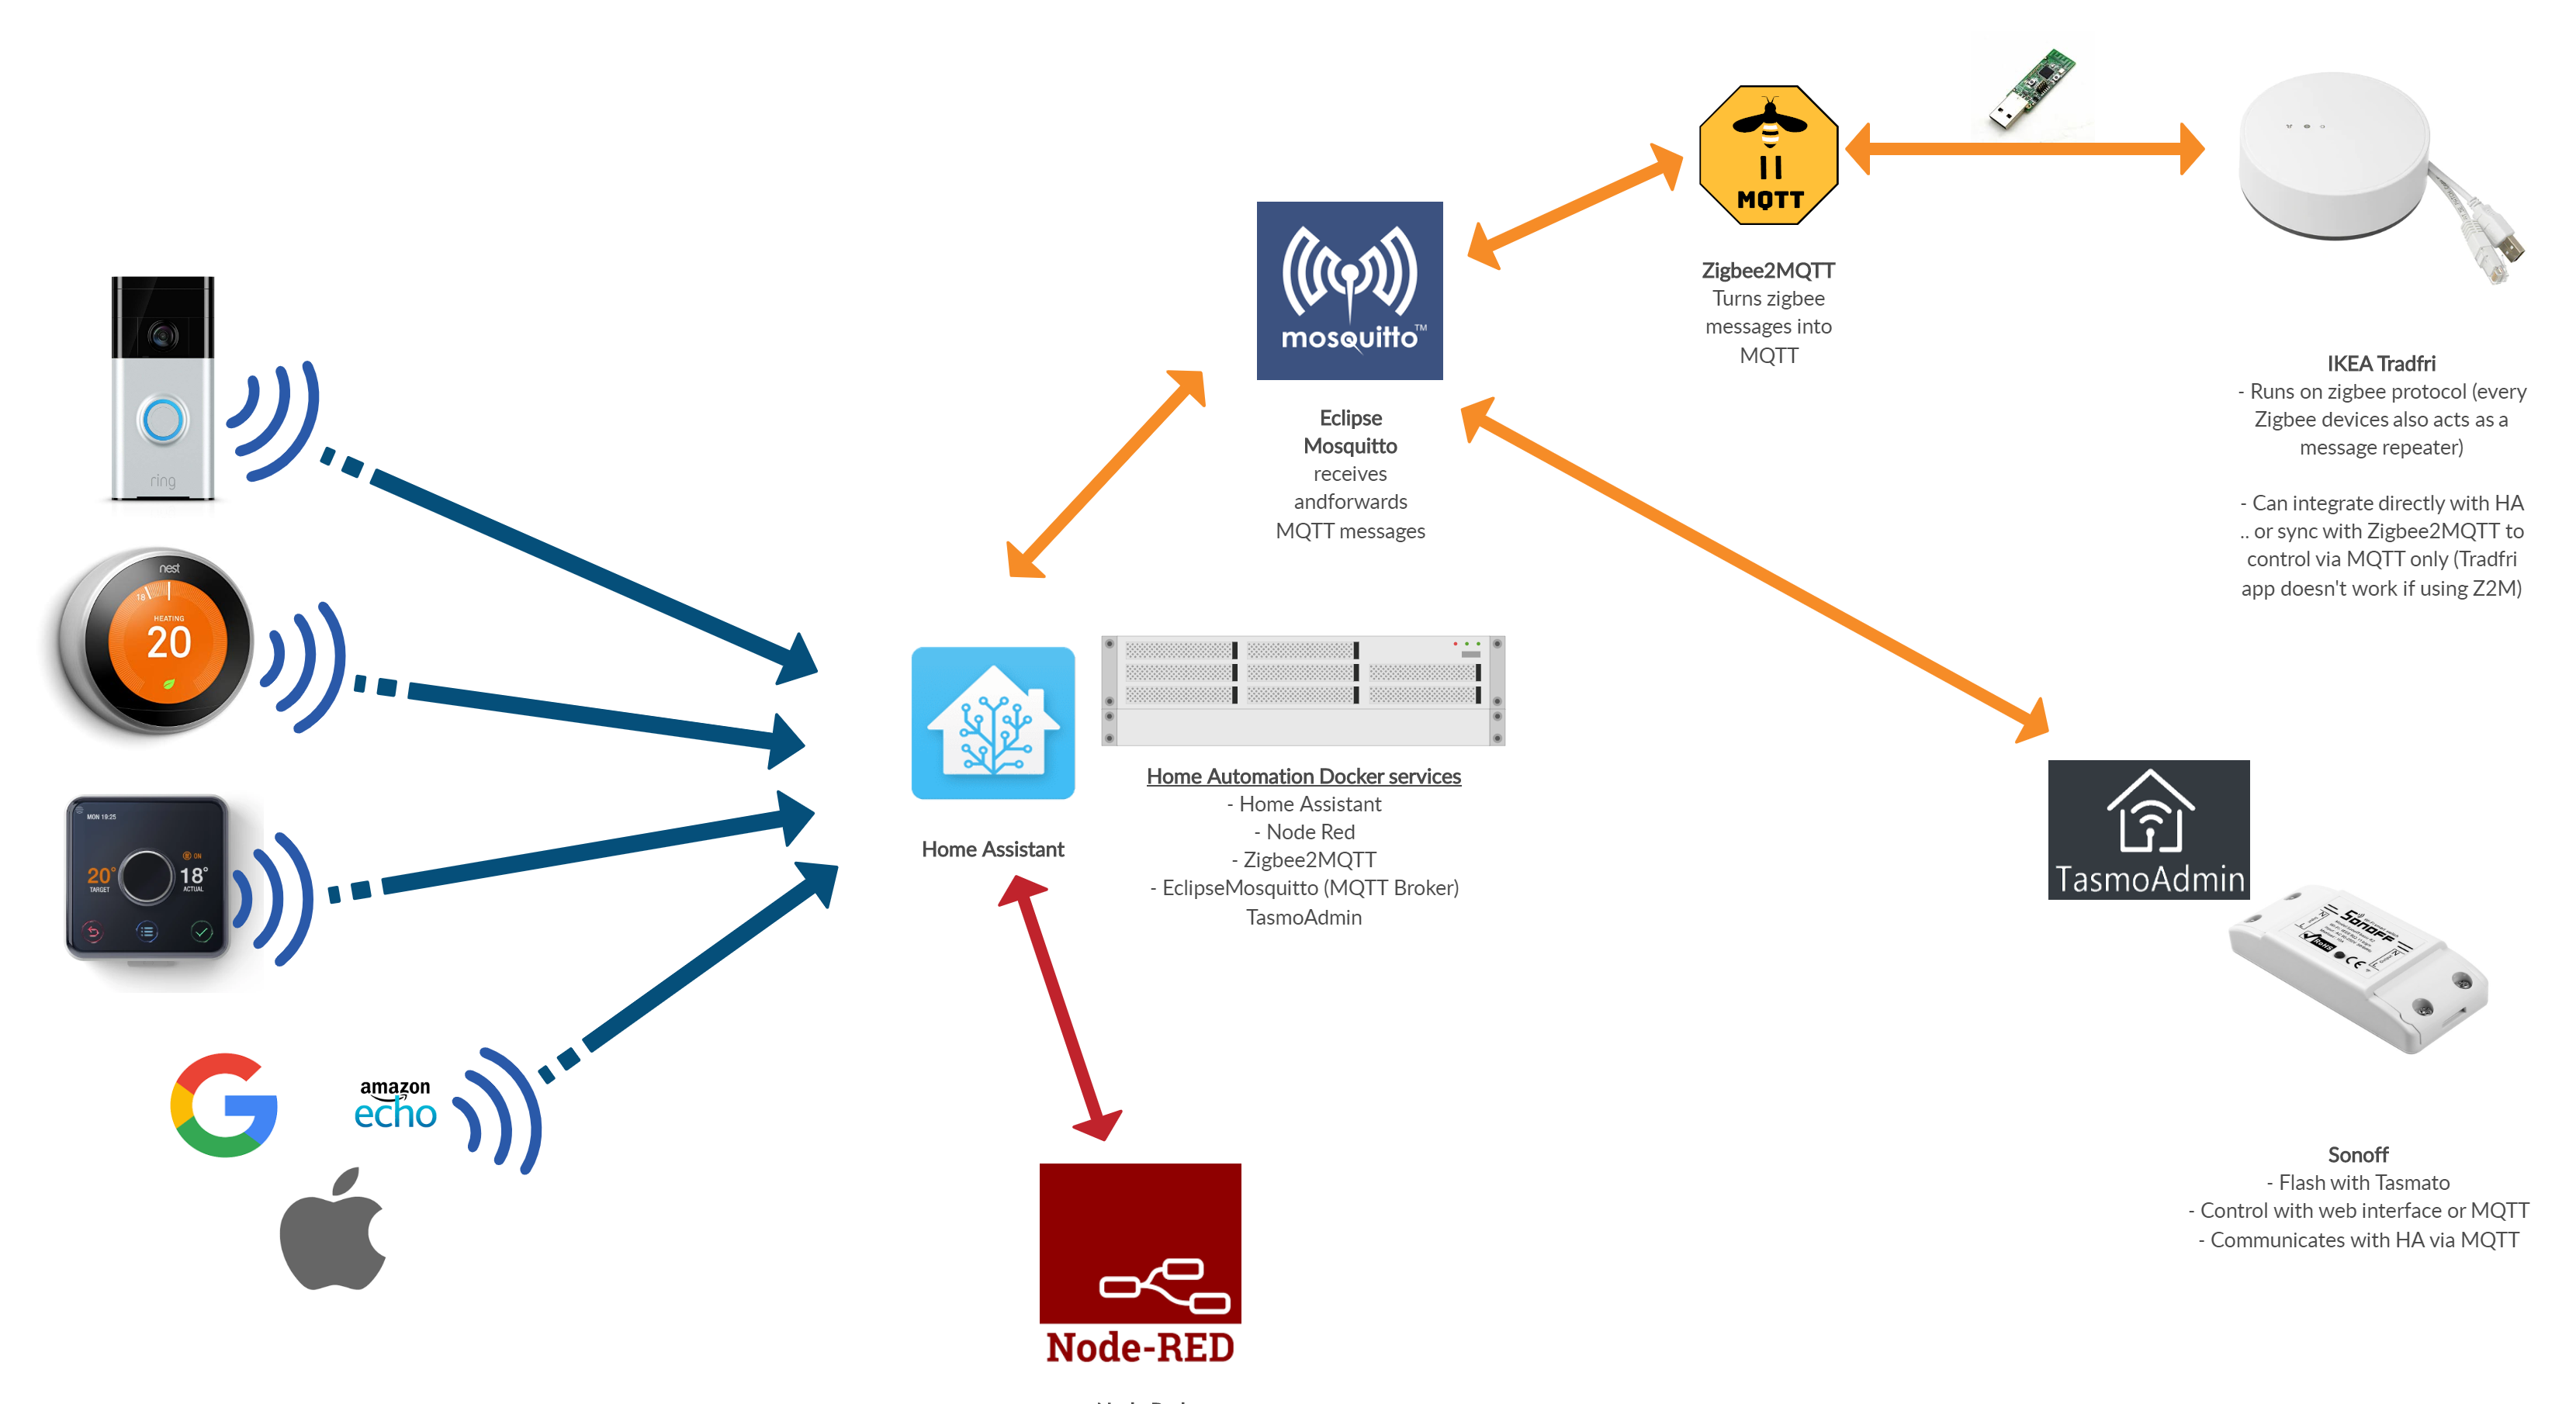 MQTT
mosquitto™
Zigbee2MQTT
Turns zigbee
messages into
MQTT
IKEA Tradfri
- Runs on zigbee protocol (every
Zigbee devices also acts as a
message repeater)
- Can integrate directly with HA
.. or sync with Zigbee2MQTT to
control via MQTT only (Tradfri
app doesn't work if using Z2M)
Eclipse
Mosquitto
receives
andforwards
MQTT messages
ring
nest
18
HEATING
20
MON 19:25
ON
20° 18°
TARGET ACTUAL
Home Assistant
Home Automation Docker services
- Home Assistant
- Node Red
- Zigbee2MQTT
- EclipseMosquitto (MQTT Broker)
TasmoAdmin
TasmoAdmin
SONOFF
RoHS CE
amazon
echo
Sonoff
- Flash with Tasmato
- Control with web interface or MQTT
- Communicates with HA via MQTT
Node-RED